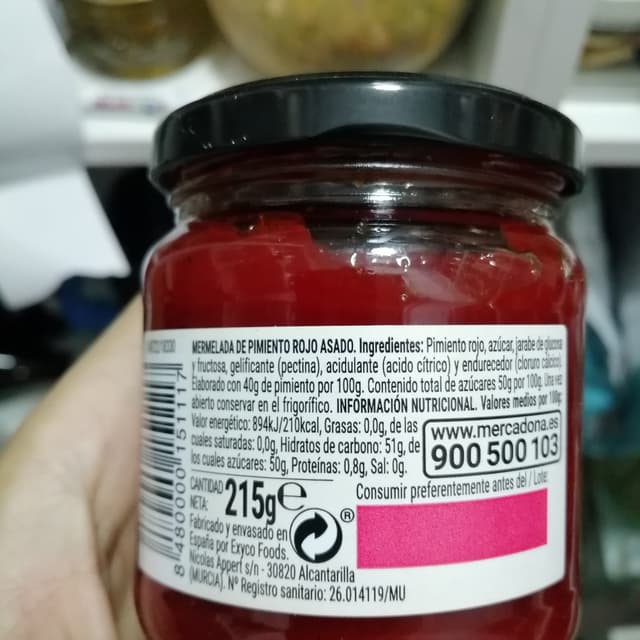 MERMELADA DE PIMIENTO ROJO ASADO. Ingredientes: Pimiento rojo, azúcar, jarabe de glucosa
y fructosa, gelificante (pectina), acidulante (acido cítrico) y endurecedor (cloruro cálcico).
Elaborado con 40g de pimiento por 100g. Contenido total de azúcares 50g por 100g. Una vez
abierto conservar en el frigorífico. INFORMACIÓN NUTRICIONAL. Valores medios por 100g:
Valor energético: 894kJ/210kcal, Grasas: 0,0g, de las
cuales saturadas: 0,0g, Hidratos de carbono: 51g, de
los cuales azúcares: 50g, Proteínas: 0,8g, Sal: 0g.
www.mercadona.es
900 500 103
CANTIDAD
NETA: 215g e
Consumir preferentemente antes del / Lote:
Fabricado y envasado en
España por Exyco Foods.
Nicolas Appert s/n - 30820 Alcantarilla
(MURCIA). Nº Registro sanitario: 26.014119/MU
®
8 480000 151117